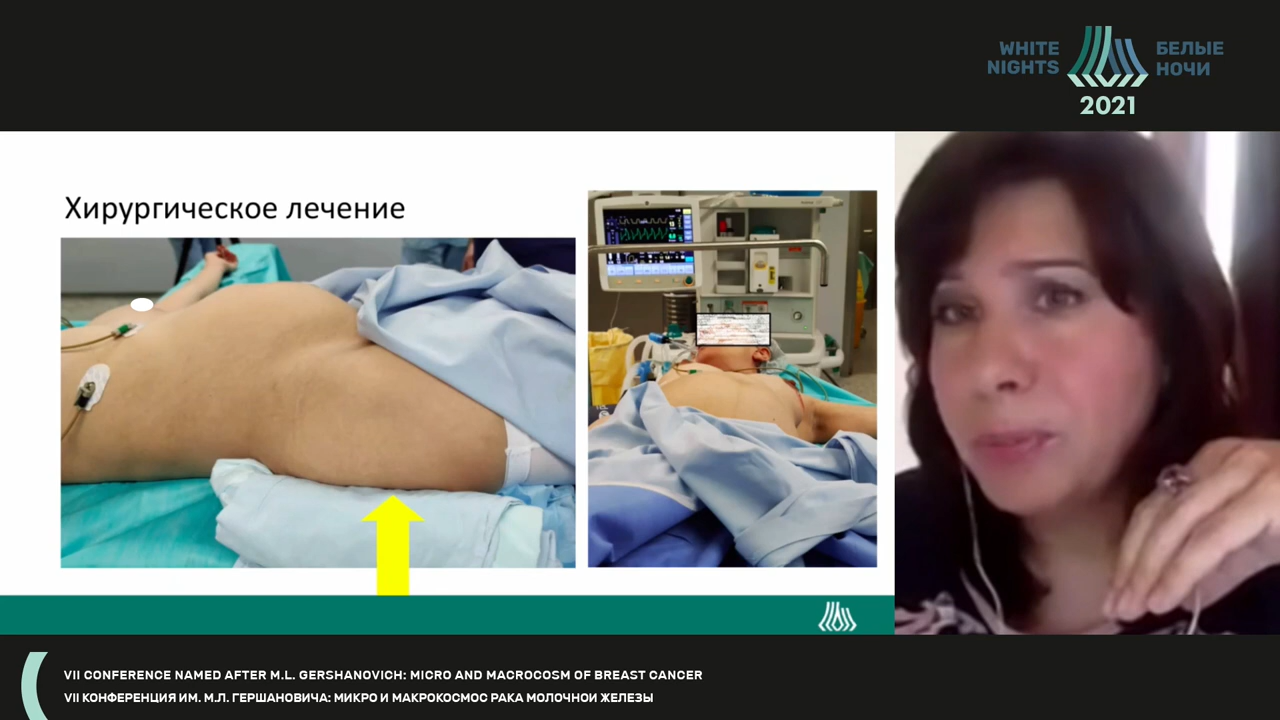 WHITE
NIGHTS
БЕЛЫЕ
НОЧИ
2021
Хирургическое лечение
VII CONFERENCE NAMED AFTER M.L. GERSHANOVICH: MICRO AND MACROCOSM OF BREAST CANCER
VII КОНФЕРЕНЦИЯ ИМ. М.Л. ГЕРШАНОВИЧА: МИКРО И МАКРОКОСМОС РАКА МОЛОЧНОИ ЖЕЛЕЗЫ